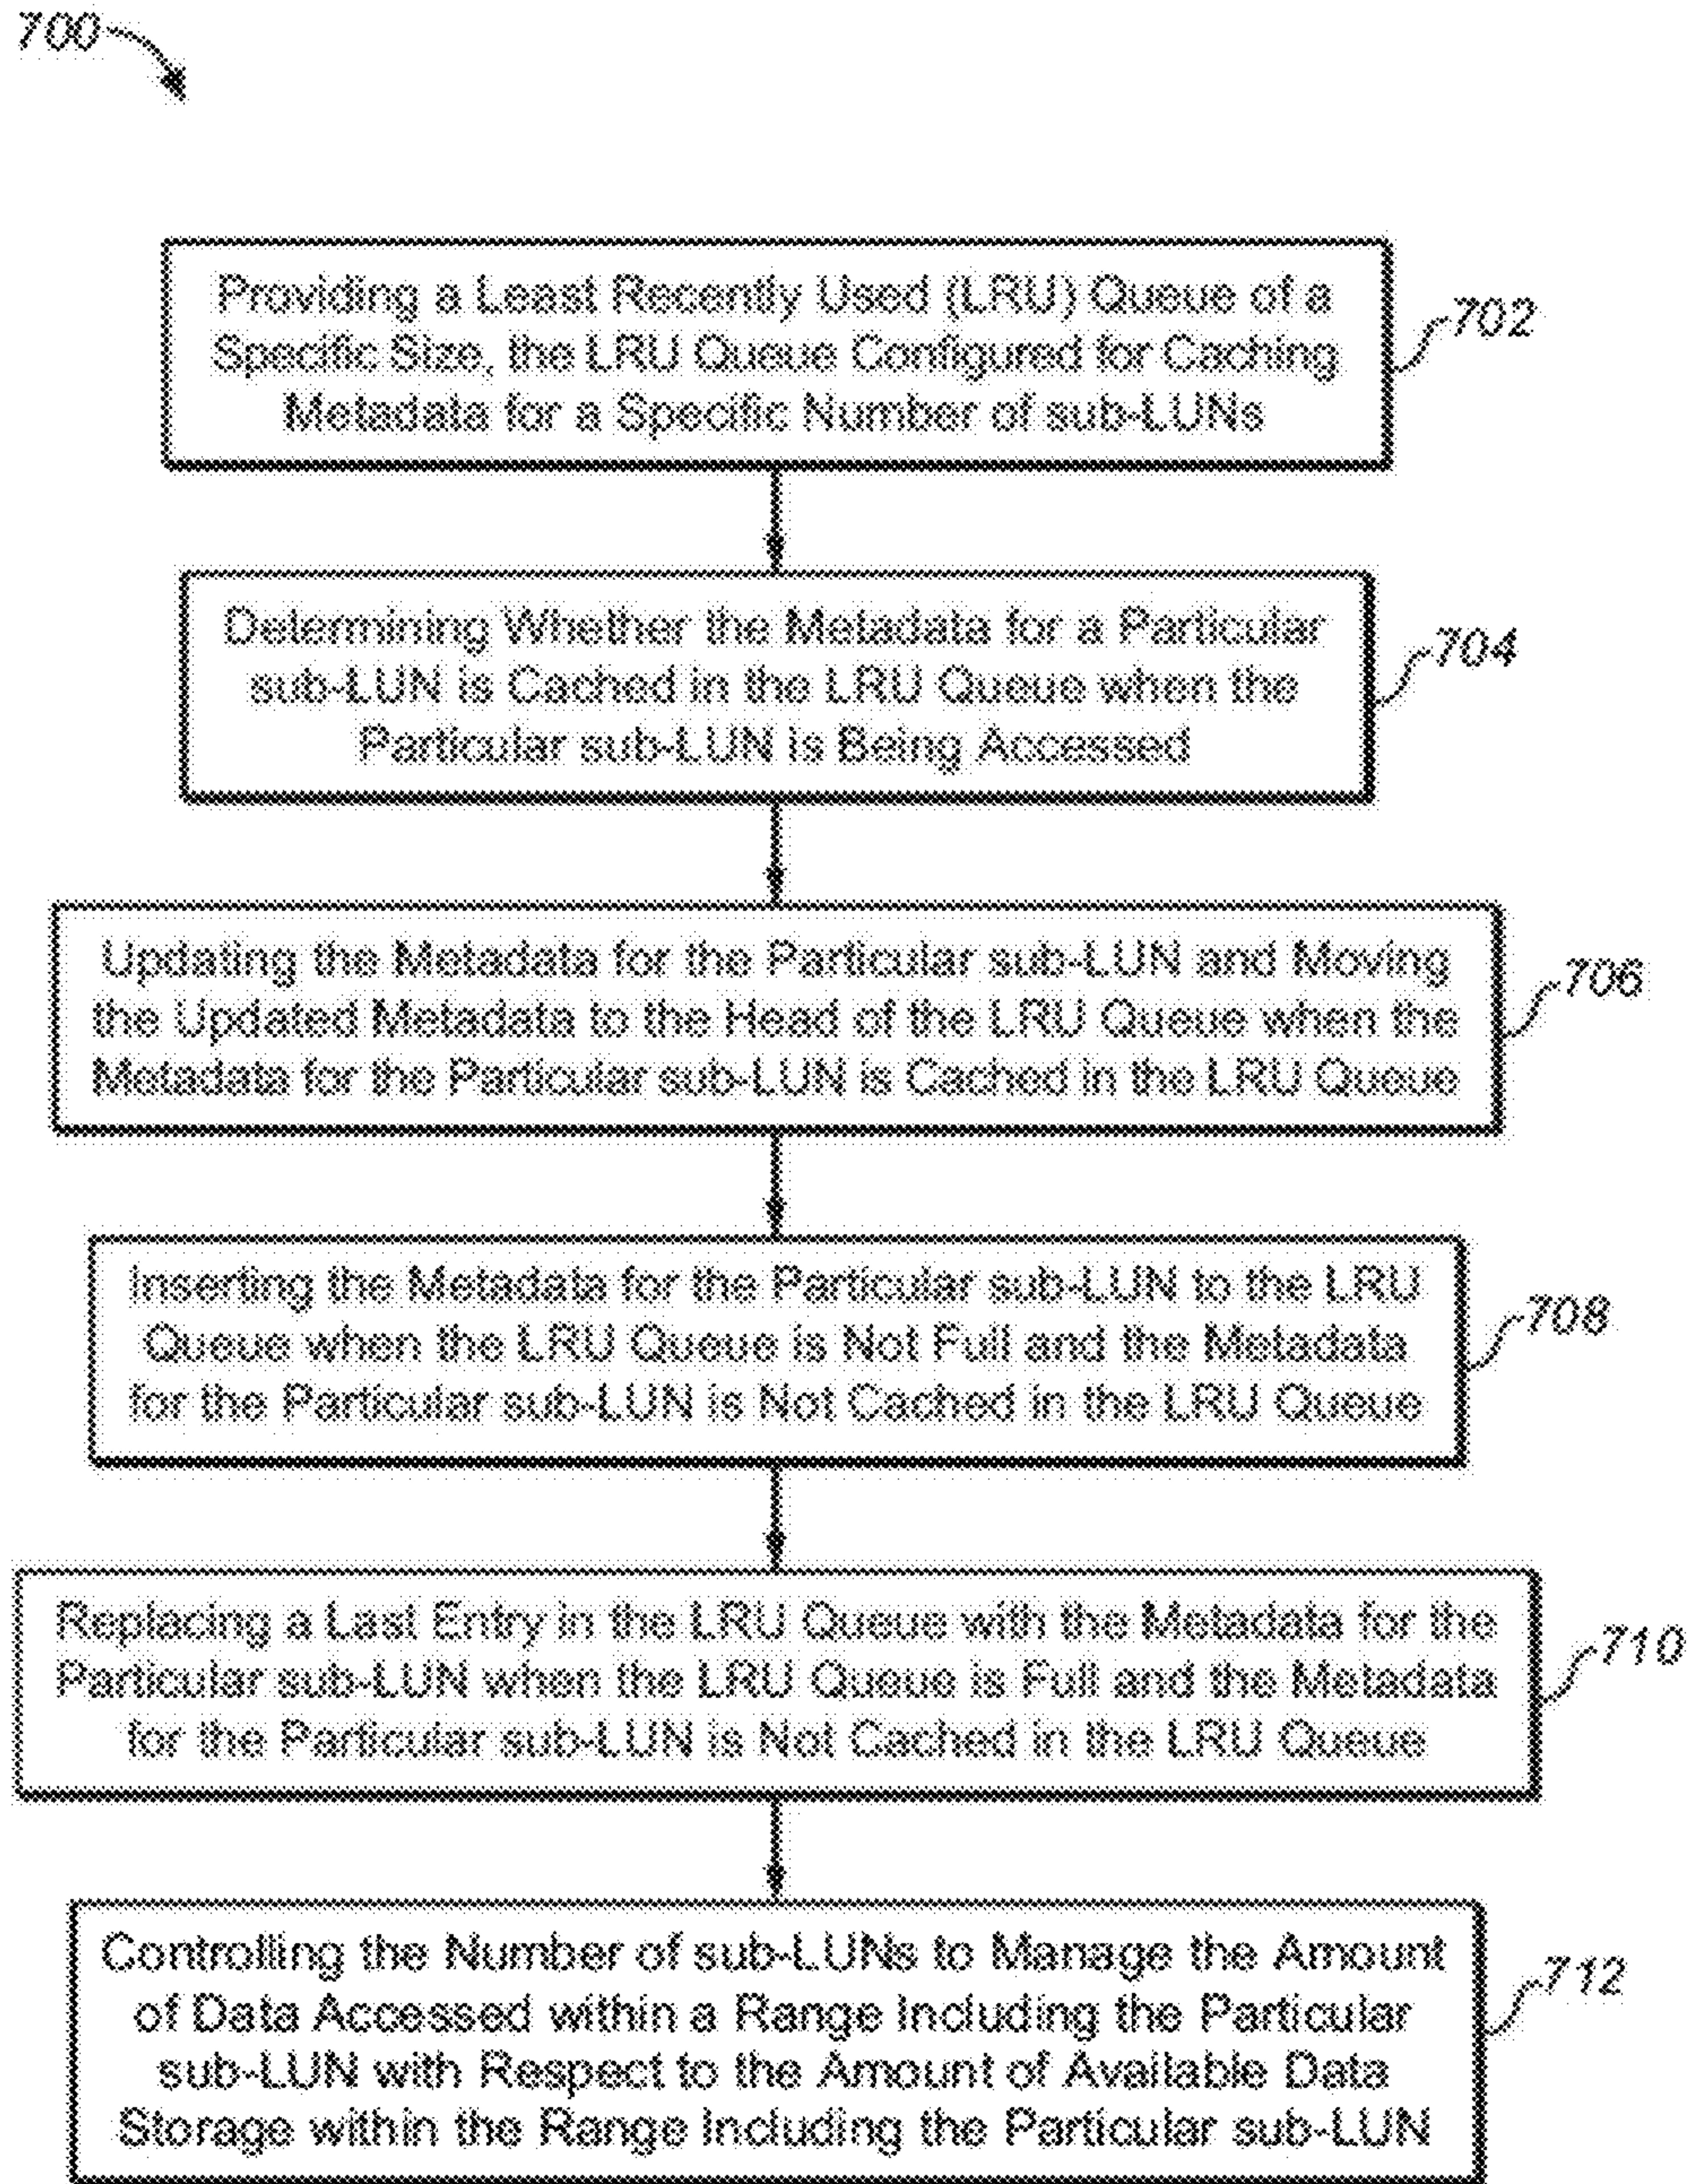 700
Providing a Least Recently Used (LRU) Queue of a
Specific Size, the LRU Queue Configured for Caching
Metadata for a Specific Number of sub-LUNs
702
Determining Whether the Metadata for a Particular
sub-LUN is Cached in the LRU Queue when the
Particular sub-LUN is Being Accessed
704
Updating the Metadata for the Particular sub-LUN and Moving
the Updated Metadata to the Head of the LRU Queue when the
Metadata for the Particular sub-LUN is Cached in the LRU Queue
706
Inserting the Metadata for the Particular sub-LUN to the LRU
Queue when the LRU Queue is Not Full and the Metadata
for the Particular sub-LUN is Not Cached in the LRU Queue
708
Replacing a Last Entry in the LRU Queue with the Metadata for the
Particular sub-LUN when the LRU Queue is Full and the Metadata
for the Particular sub-LUN is Not Cached in the LRU Queue
710
Controlling the Number of sub-LUNs to Manage the Amount
of Data Accessed within a Range Including the Particular
sub-LUN with Respect to the Amount of Available Data
Storage within the Range Including the Particular sub-LUN
712